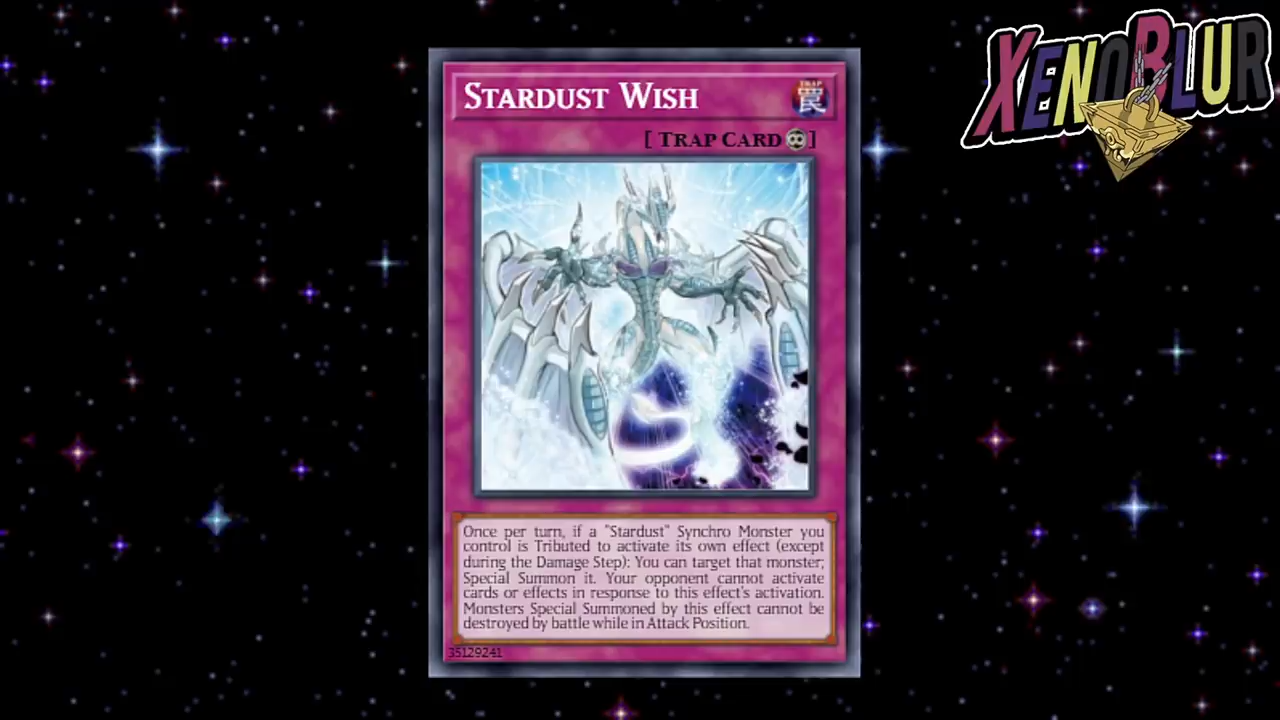 XENOBLUR
STARDUST WISH
TRAP
罠
[ TRAP CARD ]
Once per turn, if a "Stardust" Synchro Monster you
control is Tributed to activate its own effect (except
during the Damage Step): You can target that monster;
Special Summon it. Your opponent cannot activate
cards or effects in response to this effect's activation.
Monsters Special Summoned by this effect cannot be
destroyed by battle while in Attack Position.
35129241